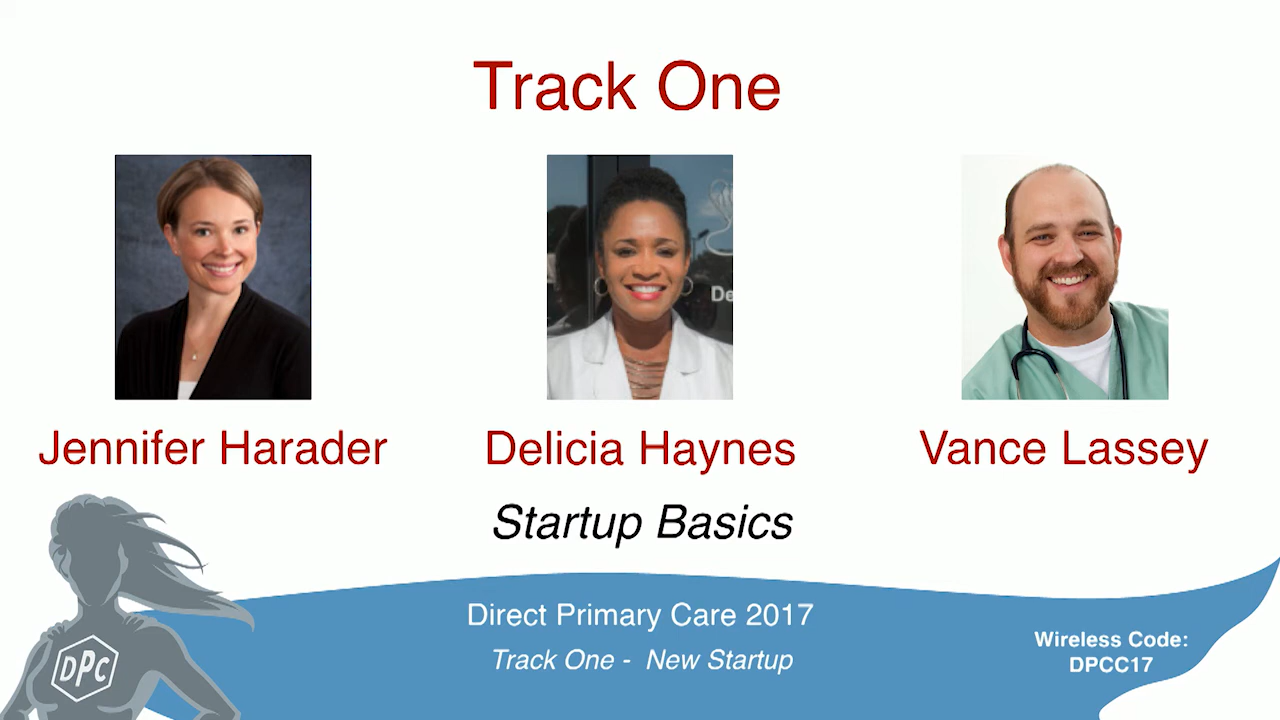 Track One
De
Jennifer Harader
Delicia Haynes
Vance Lassey
Startup Basics
Direct Primary Care 2017
Track One - New Startup
Wireless Code:
DPCC17
DPC